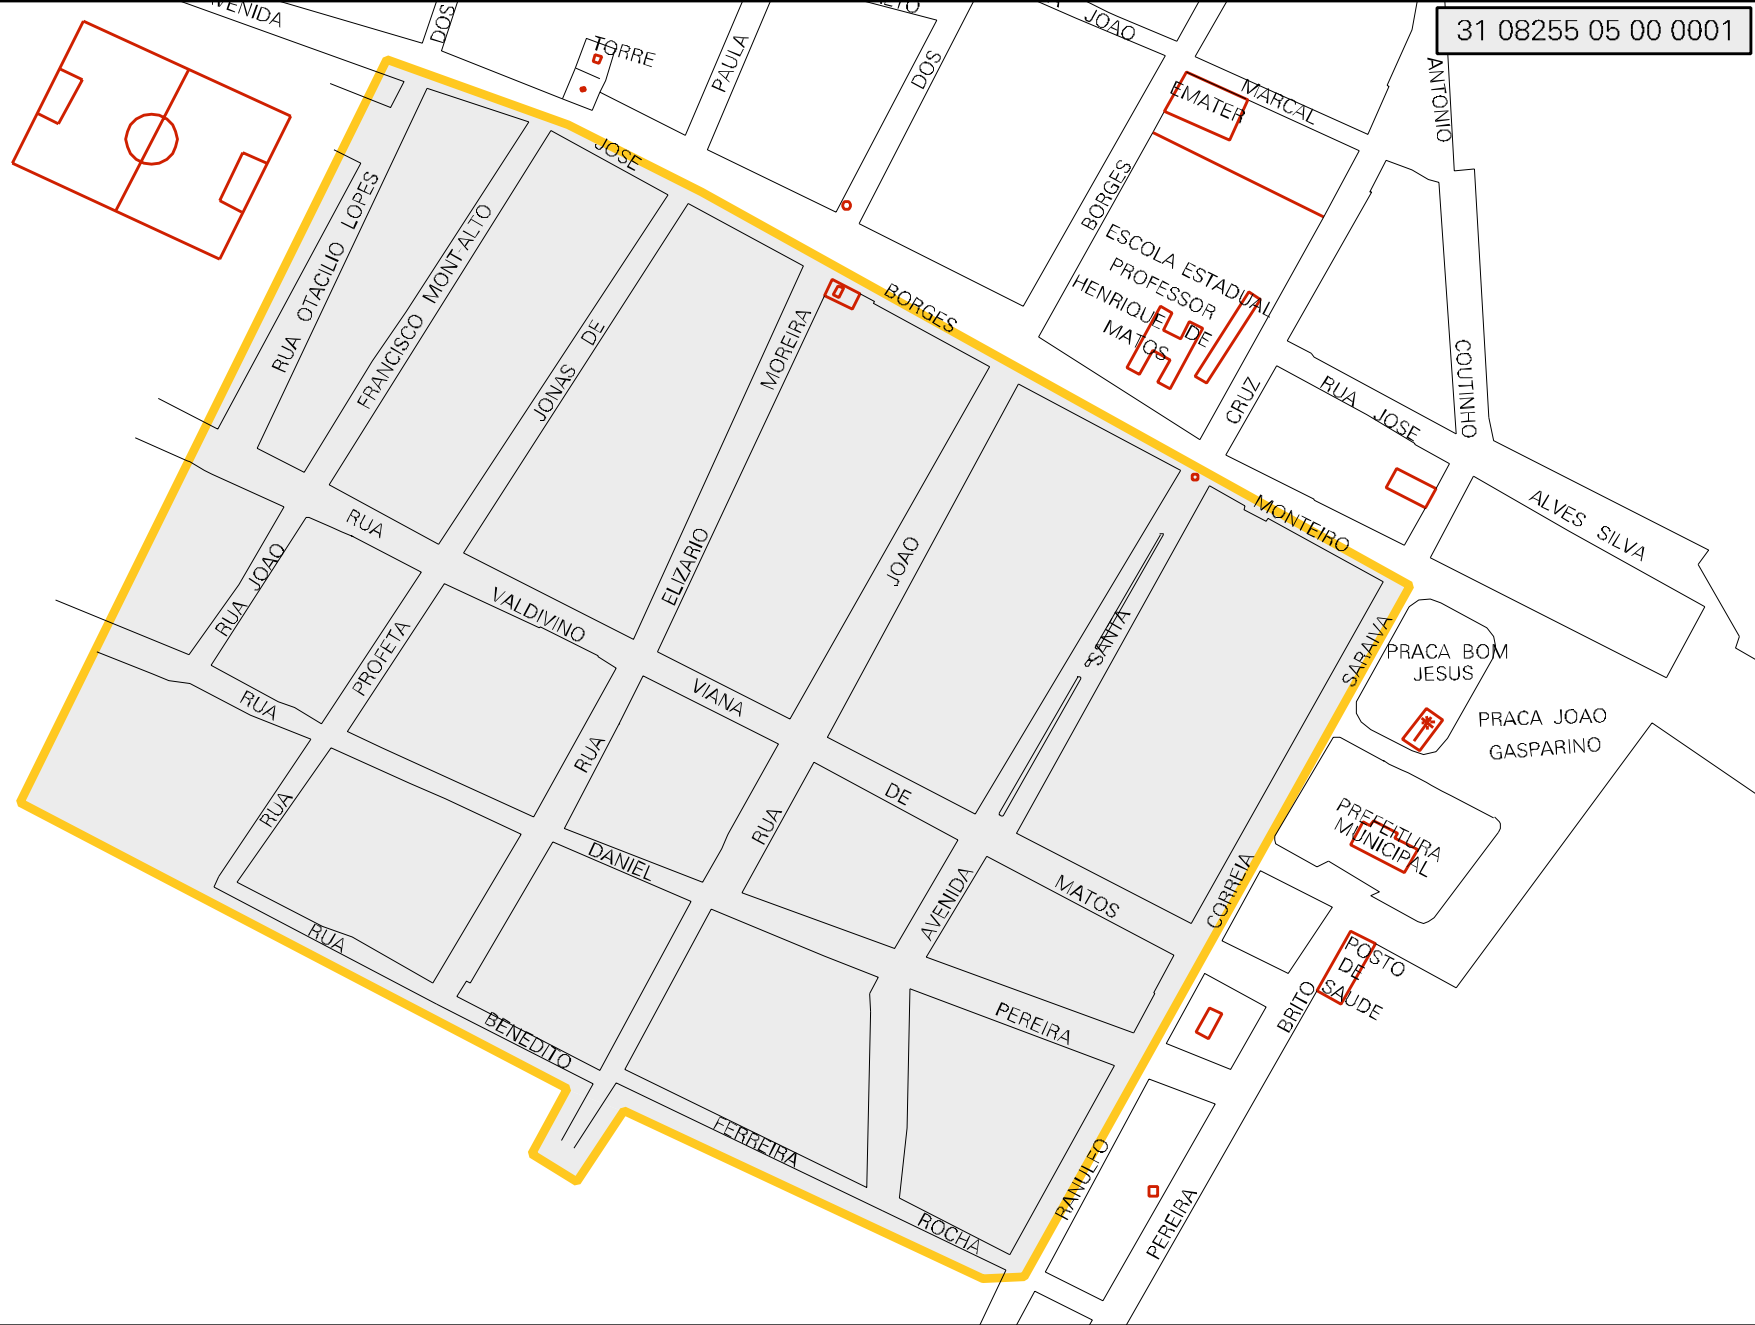 31 08255 05 00 0001
DOS
TORRE
PAULA
DOS
JOAO
ANTONIO
MARCAL
EMATER
JOSE
BORGES
ESCOLA ESTADUAL
PROFESSOR
HENRIQUE DE
MATOS
RUA OTACILIO LOPES
FRANCISCO MONT-ALTO
JONAS DE
MOREIRA
BORGES
COUTINHO
CRUZ
RUA JOSE
ALVES SILVA
MONTEIRO
RUA
VALDIVINO
ELIZARIO
JOAO
SANTA
RUA JOAO
PROFETA
VIANA
SARAIVA
PRACA BOM
JESUS
PRACA JOAO
GASPARINO
RUA
RUA
RUA
DE
RUA
RUA
DANIEL
AVENIDA
MATOS
CORREIA
PREFEITURA
MUNICIPAL
POSTO
DE
SAUDE
BRITO
RUA
BENEDITO
PEREIRA
FERREIRA
ROCHA
RANULFO
PEREIRA